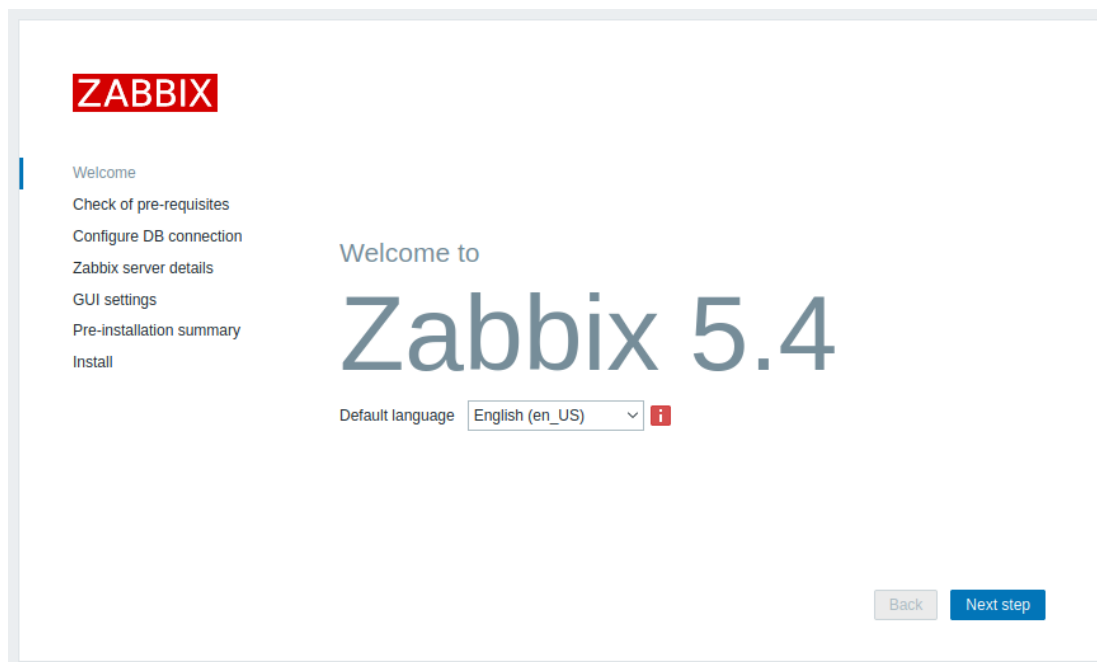 ZABBIX
Welcome
Check of pre-requisites
Configure DB connection
Zabbix server details
GUI settings
Pre-installation summary
Install
Welcome to
Zabbix 5.4
Default language English (en_US) i
Back Next step